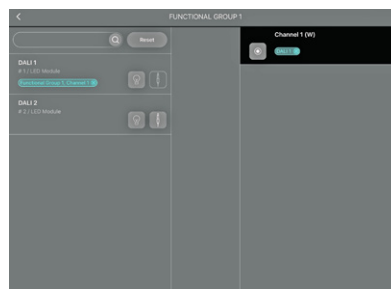 FUNCTIONAL GROUP 1
Reset
DALI 1
# 1 / LED Module
Functional Group 1, Channel 1
DALI 2
# 2 / LED Module
Channel 1 (W)
DALI 1